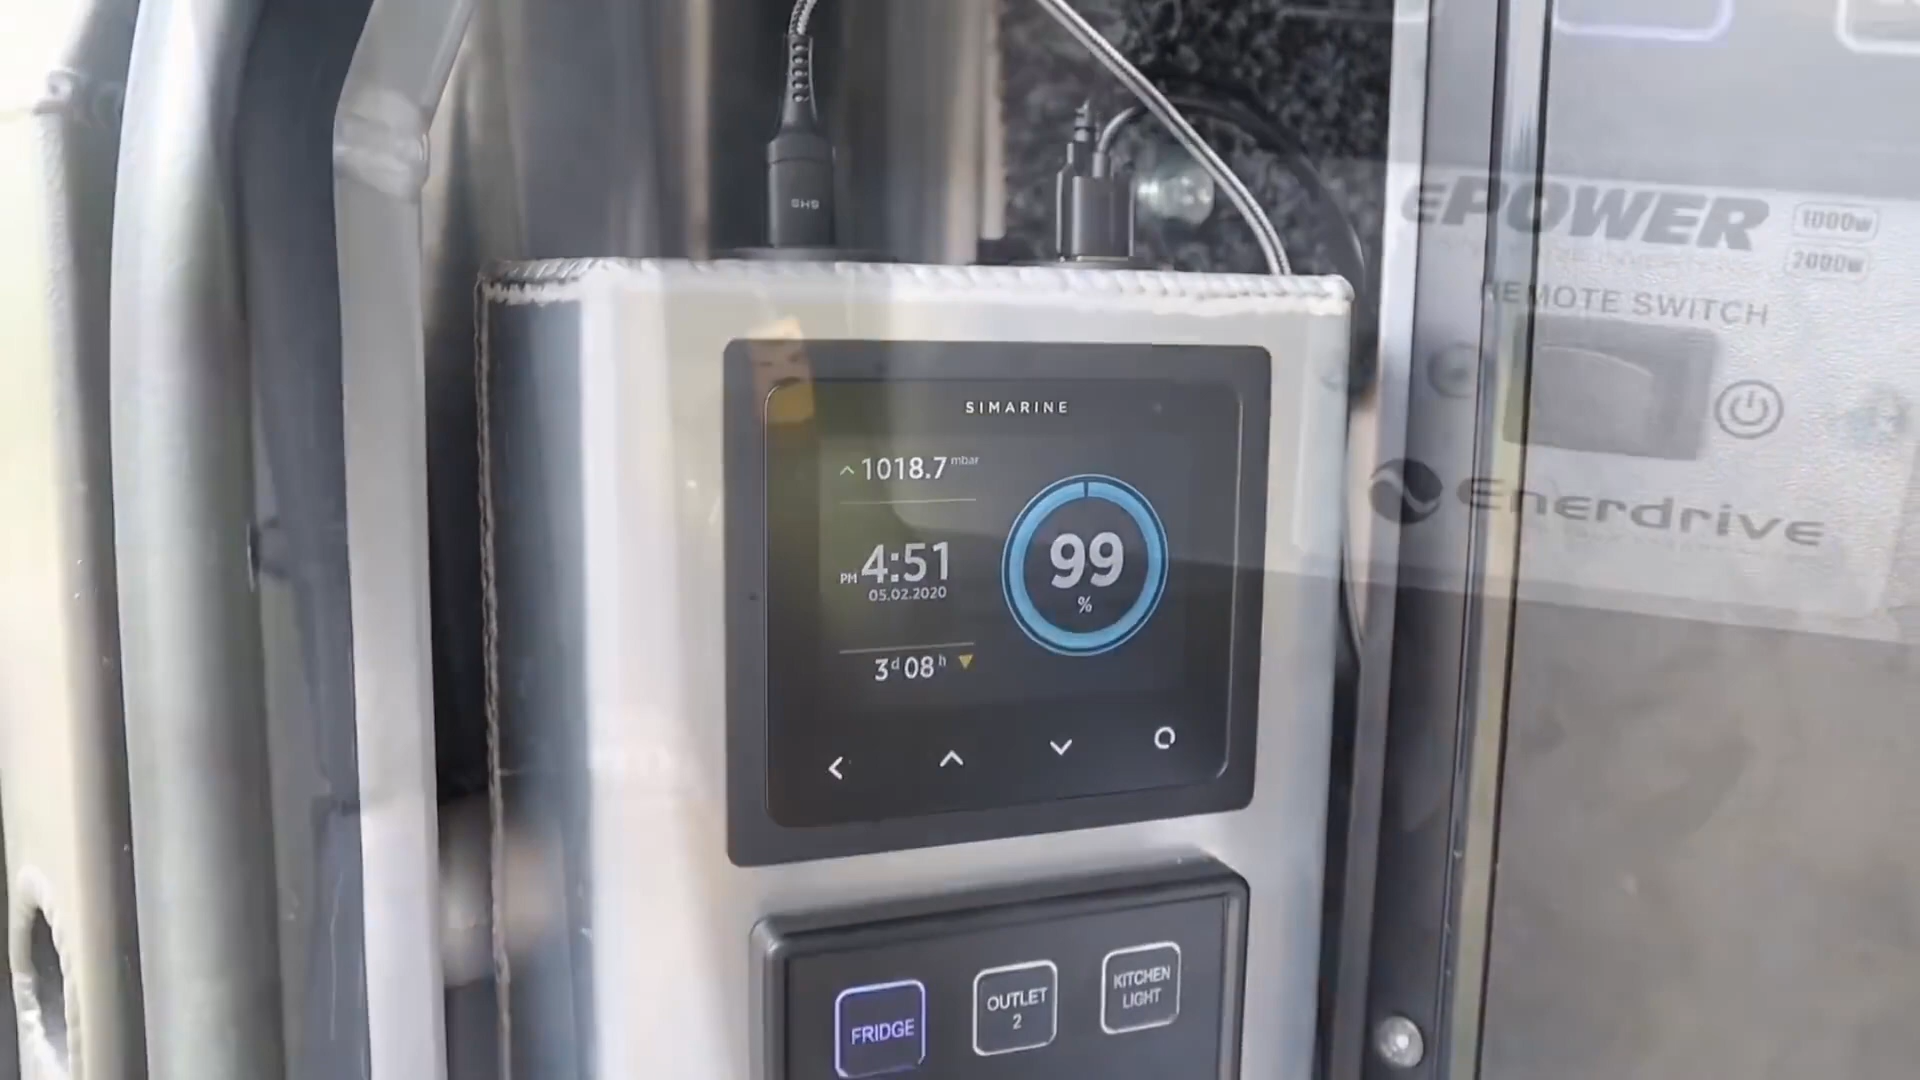 SIMARINE
1018.7 mbar
PM 4:51
05.02.2020
3d 08h
99
%
FRIDGE
OUTLET
2
KITCHEN
LIGHT
ePOWER
1000w
2000w
REMOTE SWITCH
enerdrive